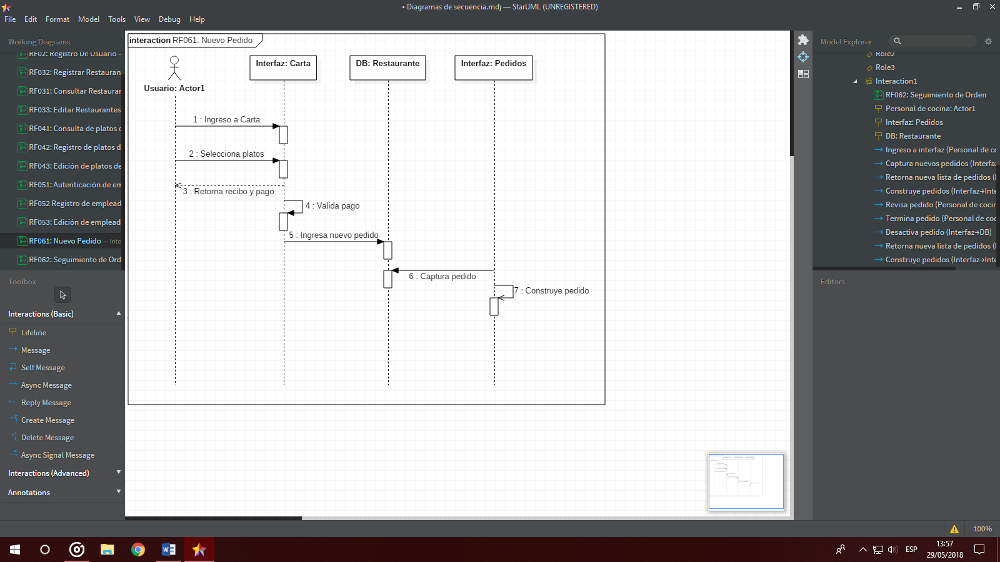 • Diagramas de secuencia.mdj — StarUML (UNREGISTERED)
File Edit Format Model Tools View Debug Help
Working Diagrams
RF02: Registro De Usuario –
RF032: Registrar Restauran
RF031: Consultar Restaurar
RF033: Editar Restaurantes
RF041: Consulta de platos d
RF042: Registro de platos d
RF043: Edición de platos de
RF051: Autenticación de em
RF052 Registro de emplead
RF053: Edición de emplead
RF061: Nuevo Pedido — Inte
RF062: Seguimiento de Ord
Toolbox
Interactions (Basic)
Lifeline
Message
Self Message
Async Message
Reply Message
Create Message
Delete Message
Async Signal Message
Interactions (Advanced)
Annotations
interaction RF061: Nuevo Pedido
Usuario: Actor1
Interfaz: Carta
DB: Restaurante
Interfaz: Pedidos
1 : Ingreso a Carta
2 : Selecciona platos
3 : Retorna recibo y pago
4 : Valida pago
5 : Ingresa nuevo pedido
6 : Captura pedido
7 : Construye pedido
Model Explorer
Role2
Role3
Interaction1
RF062: Seguimiento de Orden
Personal de cocina: Actor1
Interfaz: Pedidos
DB: Restaurante
Ingreso a interfaz (Personal de co
Captura nuevos pedidos (Interfaz
Retorna nueva lista de pedidos (I
Construye pedidos (Interfaz→Inte
Revisa pedido (Personal de cocin
Termina pedido (Personal de coc
Desactiva pedido (Interfaz→DB)
Retorna nueva lista de pedidos (I
Construye pedidos (Interfaz→Inte
Editors
100%
ESP
13:57
29/05/2018